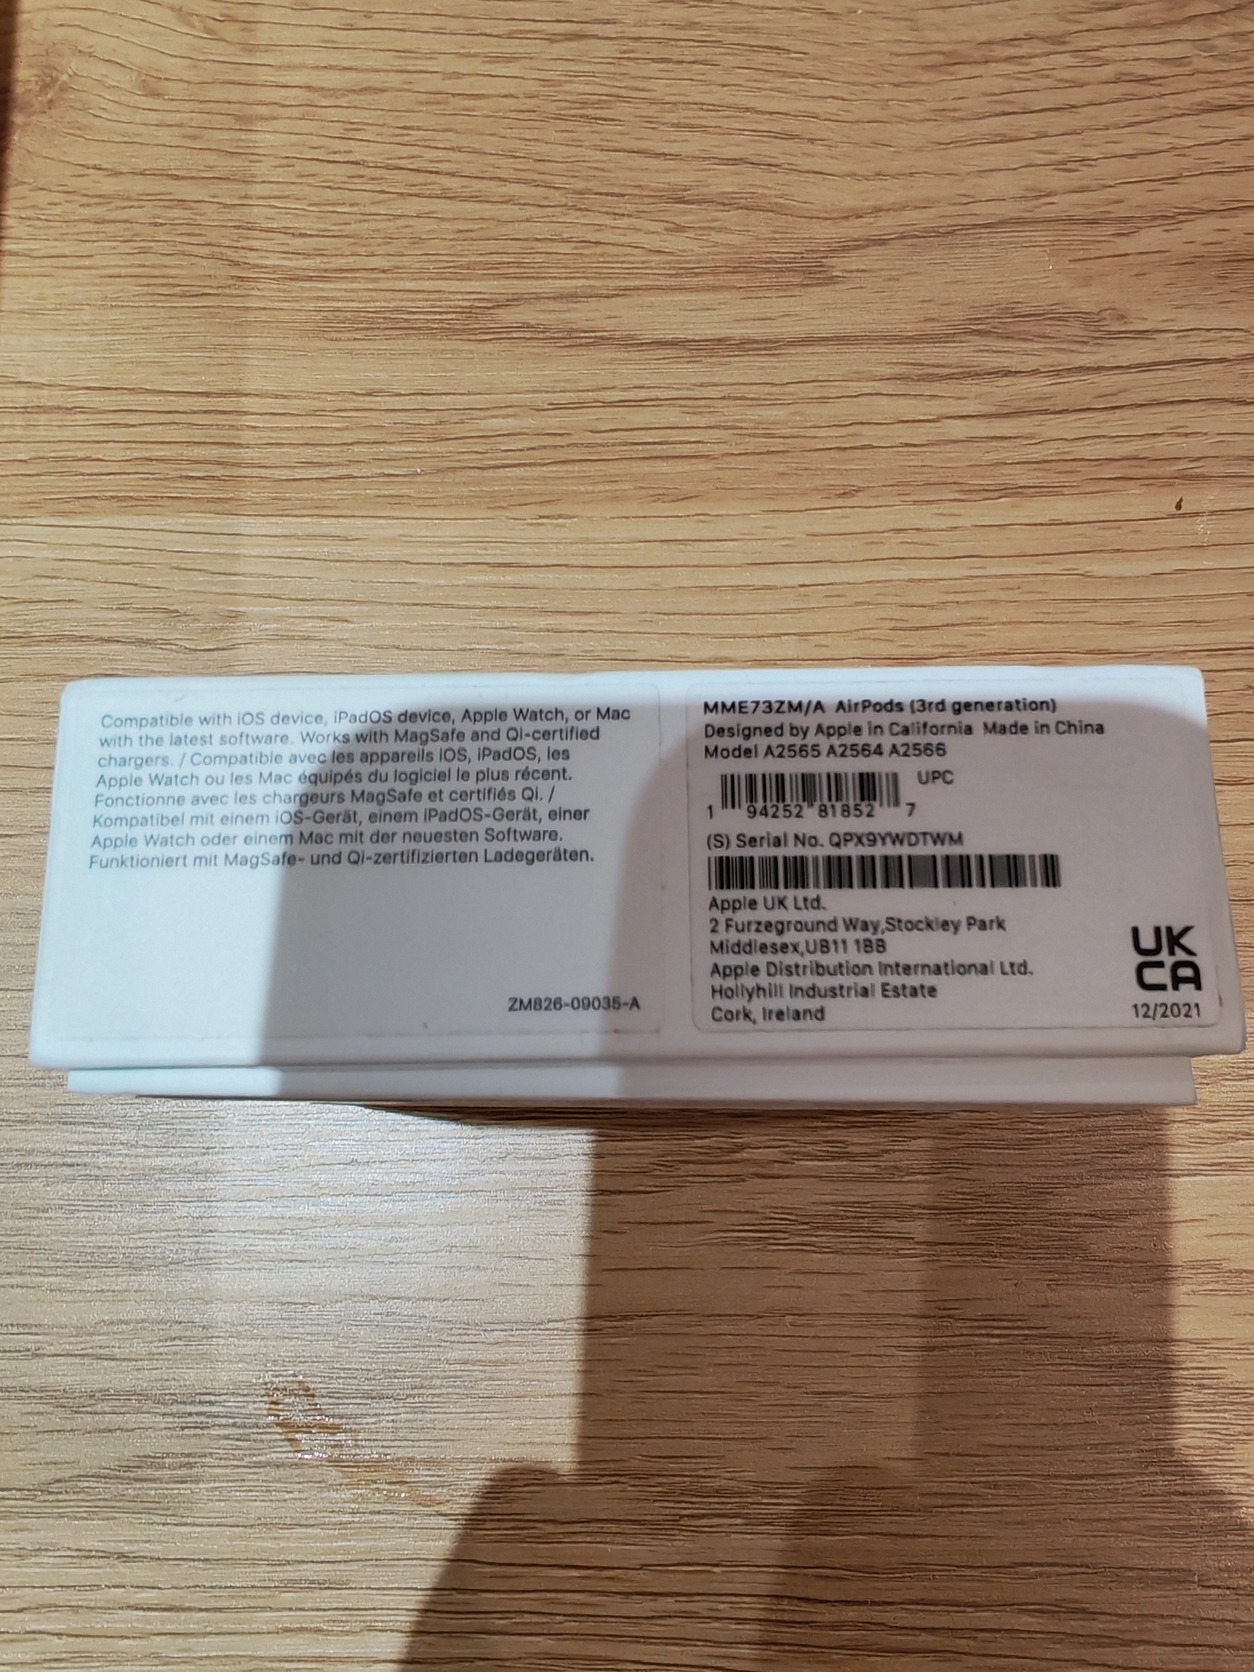 Compatible with iOS device, iPadOS device, Apple Watch, or Mac
with the latest software. Works with MagSafe and Qi-certified
chargers. / Compatible avec les appareils iOS, iPadOS, les
Apple Watch ou les Mac équipés du logiciel le plus récent.
Fonctionne avec les chargeurs MagSafe et certifiés Qi. /
Kompatibel mit einem iOS-Gerät, einem iPadOS-Gerät, einer
Apple Watch oder einem Mac mit der neuesten Software.
Funktioniert mit MagSafe- und Qi-zertifizierten Ladegeräten.
ZM826-09035-A
MME73ZM/A AirPods (3rd generation)
Designed by Apple in California Made in China
Model A2565 A2564 A2566
UPC
1 94252 81852 7
(S) Serial No. QPX9YWDTWM
Apple UK Ltd.
2 Furzeground Way,Stockley Park
Middlesex,UB11 1BB
Apple Distribution International Ltd.
Hollyhill Industrial Estate
Cork, Ireland
UK
CA
12/2021